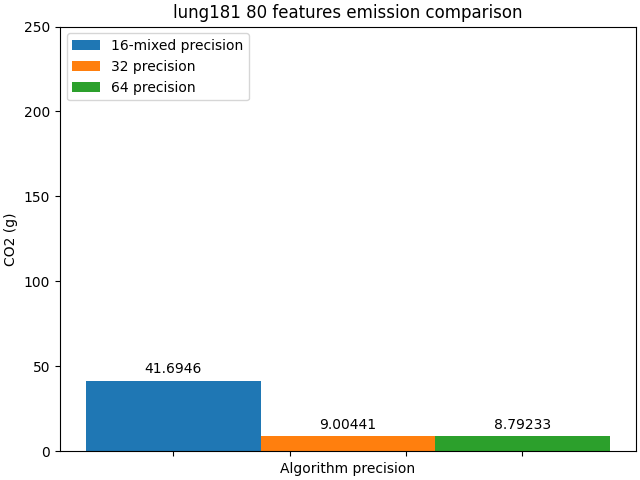 lung181 80 features emission comparison
250
200
150
100
50
0
CO2 (g)
16-mixed precision
32 precision
64 precision
41.6946
9.00441
8.79233
Algorithm precision